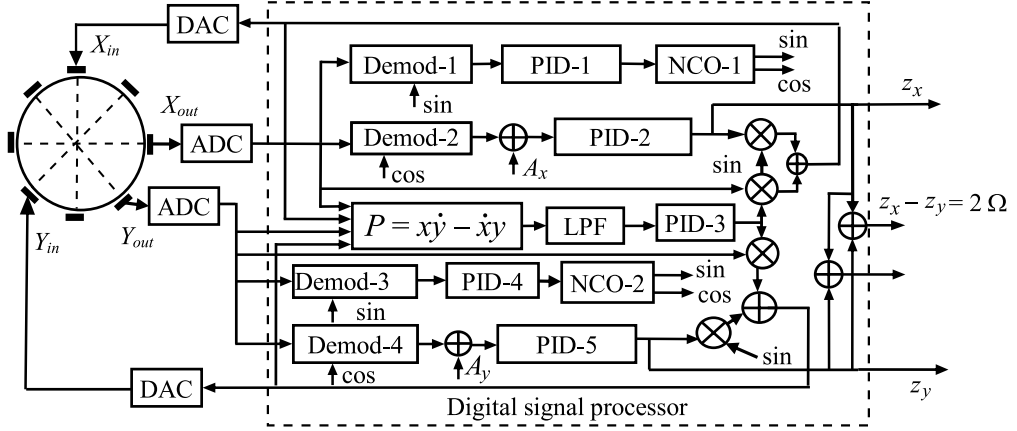 DAC
sin
X_in
Demod-1
PID-1
NCO-1
cos
sin
z_x
X_out
ADC
Demod-2
PID-2
sin
cos
A_x
ADC
z_x − z_y = 2 Ω
P = xẏ − ẋy
LPF
PID-3
Y_in
Y_out
Demod-3
PID-4
NCO-2
sin
cos
sin
Demod-4
PID-5
sin
cos
A_y
DAC
z_y
Digital signal processor